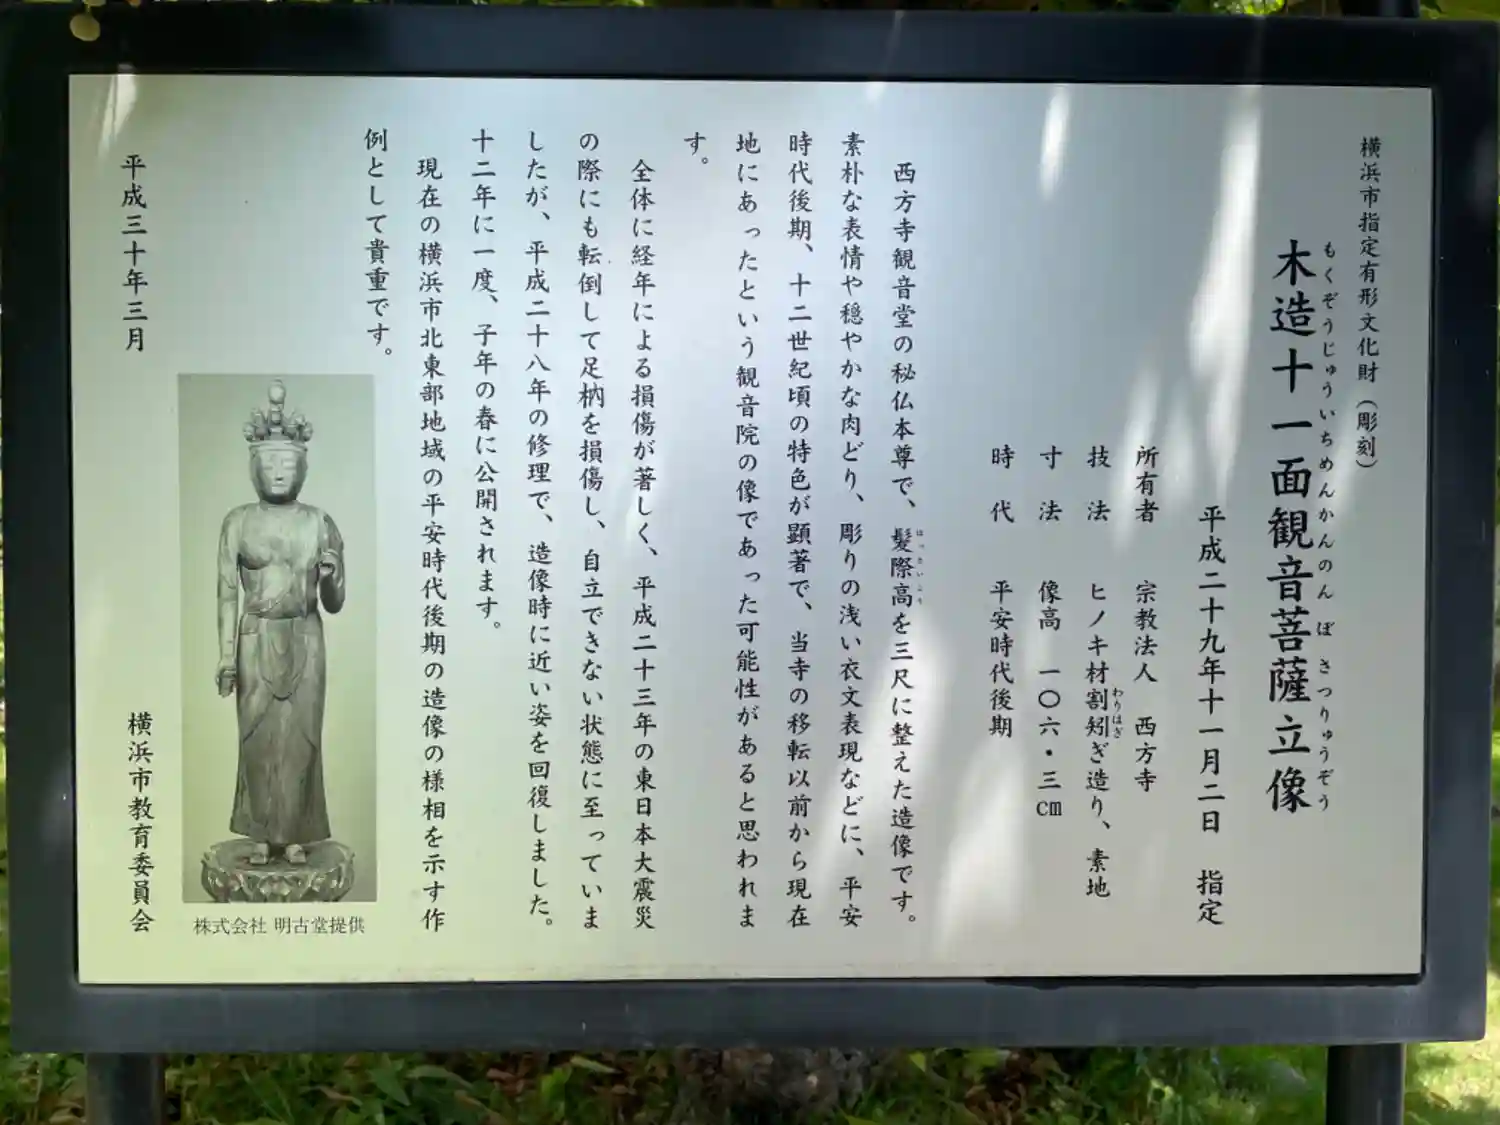 横浜市指定有形文化財（彫刻）
もくぞうじゅういちめんかんのんぼさつりゅうぞう
木造十一面観音菩薩立像
平成二十九年十一月二日　指定
所有者　宗教法人　西方寺
技　法　ヒノキ材割矧ぎ造り、素地
わりはぎ
寸　法　像高　一〇六・三㎝
時　代　平安時代後期
西方寺観音堂の秘仏本尊で、髪際高を三尺に整えた造像です。
はっさいこう
素朴な表情や穏やかな肉どり、彫りの浅い衣文表現などに、平安
時代後期、十二世紀頃の特色が顕著で、当寺の移転以前から現在
地にあったという観音院の像であった可能性があると思われま
す。
全体に経年による損傷が著しく、平成二十三年の東日本大震災
の際にも転倒して足枘を損傷し、自立できない状態に至っていま
したが、平成二十八年の修理で、造像時に近い姿を回復しました。
十二年に一度、子年の春に公開されます。
現在の横浜市北東部地域の平安時代後期の造像の様相を示す作
例として貴重です。
平成三十年三月
横浜市教育委員会
株式会社 明古堂提供